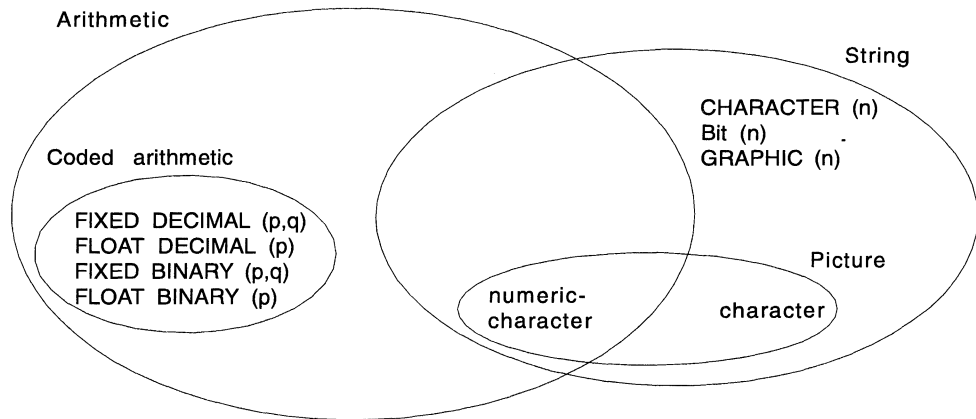 Arithmetic
String
CHARACTER (n)
Bit (n)
GRAPHIC (n)
Coded arithmetic
FIXED DECIMAL (p,q)
FLOAT DECIMAL (p)
FIXED BINARY (p,q)
FLOAT BINARY (p)
Picture
numeric-
character
character